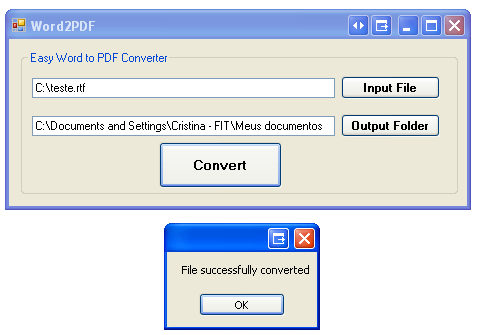 Word2PDF
Easy Word to PDF Converter
C:\teste.rtf
Input File
C:\Documents and Settings\Cristina - FIT\Meus documentos
Output Folder
Convert
File successfully converted
OK